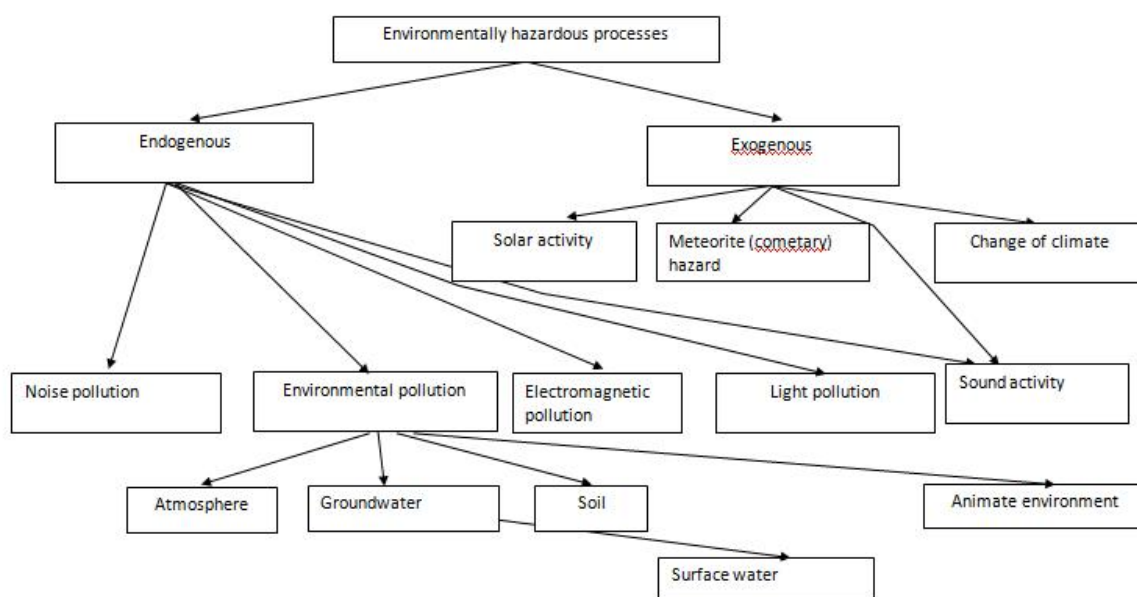 Environmentally hazardous processes
Endogenous
Exogenous
Solar activity
Meteorite (cometary)
hazard
Change of climate
Noise pollution
Environmental pollution
Electromagnetic
pollution
Light pollution
Sound activity
Atmosphere
Groundwater
Soil
Animate environment
Surface water